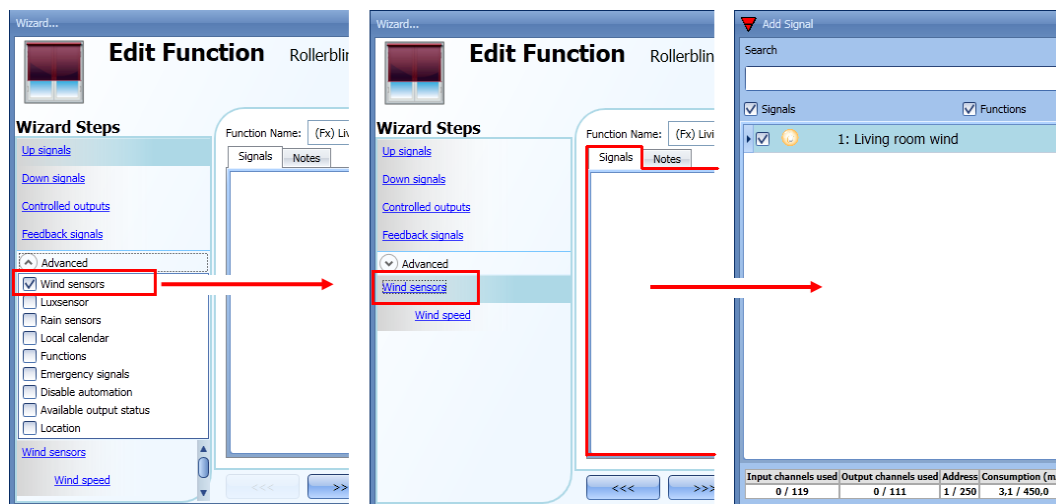 Wizard...
Edit Function Rollerblin
Wizard Steps
Up signals
Down signals
Controlled outputs
Feedback signals
Advanced
Wind sensors
Luxsensor
Rain sensors
Local calendar
Functions
Emergency signals
Disable automation
Available output status
Location
Wind sensors
Wind speed
Function Name: (Fx) Liv
Signals Notes
<<< >>
Wizard...
Edit Function Rollerblin
Wizard Steps
Up signals
Down signals
Controlled outputs
Feedback signals
Advanced
Wind sensors
Wind speed
Function Name: (Fx) Livi
Signals Notes
<<< >>>
Add Signal
Search
Signals Functions
1: Living room wind
Input channels used Output channels used Address Consumption (m
0 / 119 0 / 111 1 / 250 3,1 / 450,0